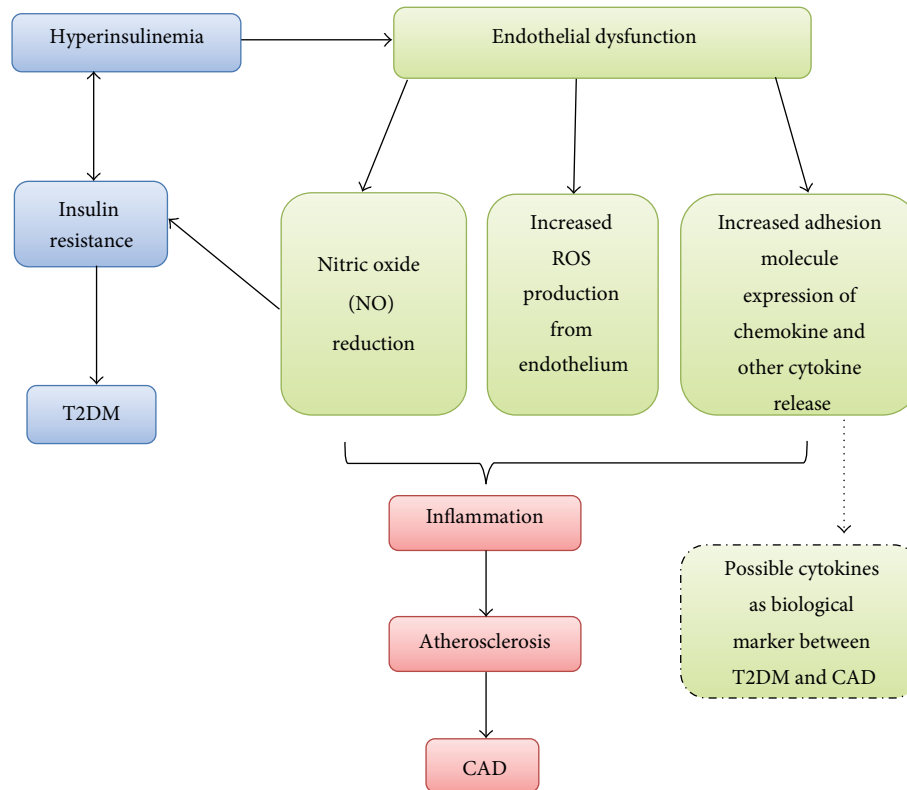 Hyperinsulinemia
Endothelial dysfunction
Insulin
resistance
Nitric oxide
(NO)
reduction
Increased
ROS
production
from
endothelium
Increased adhesion
molecule
expression of
chemokine and
other cytokine
release
T2DM
Inflammation
Possible cytokines
as biological
marker between
T2DM and CAD
Atherosclerosis
CAD